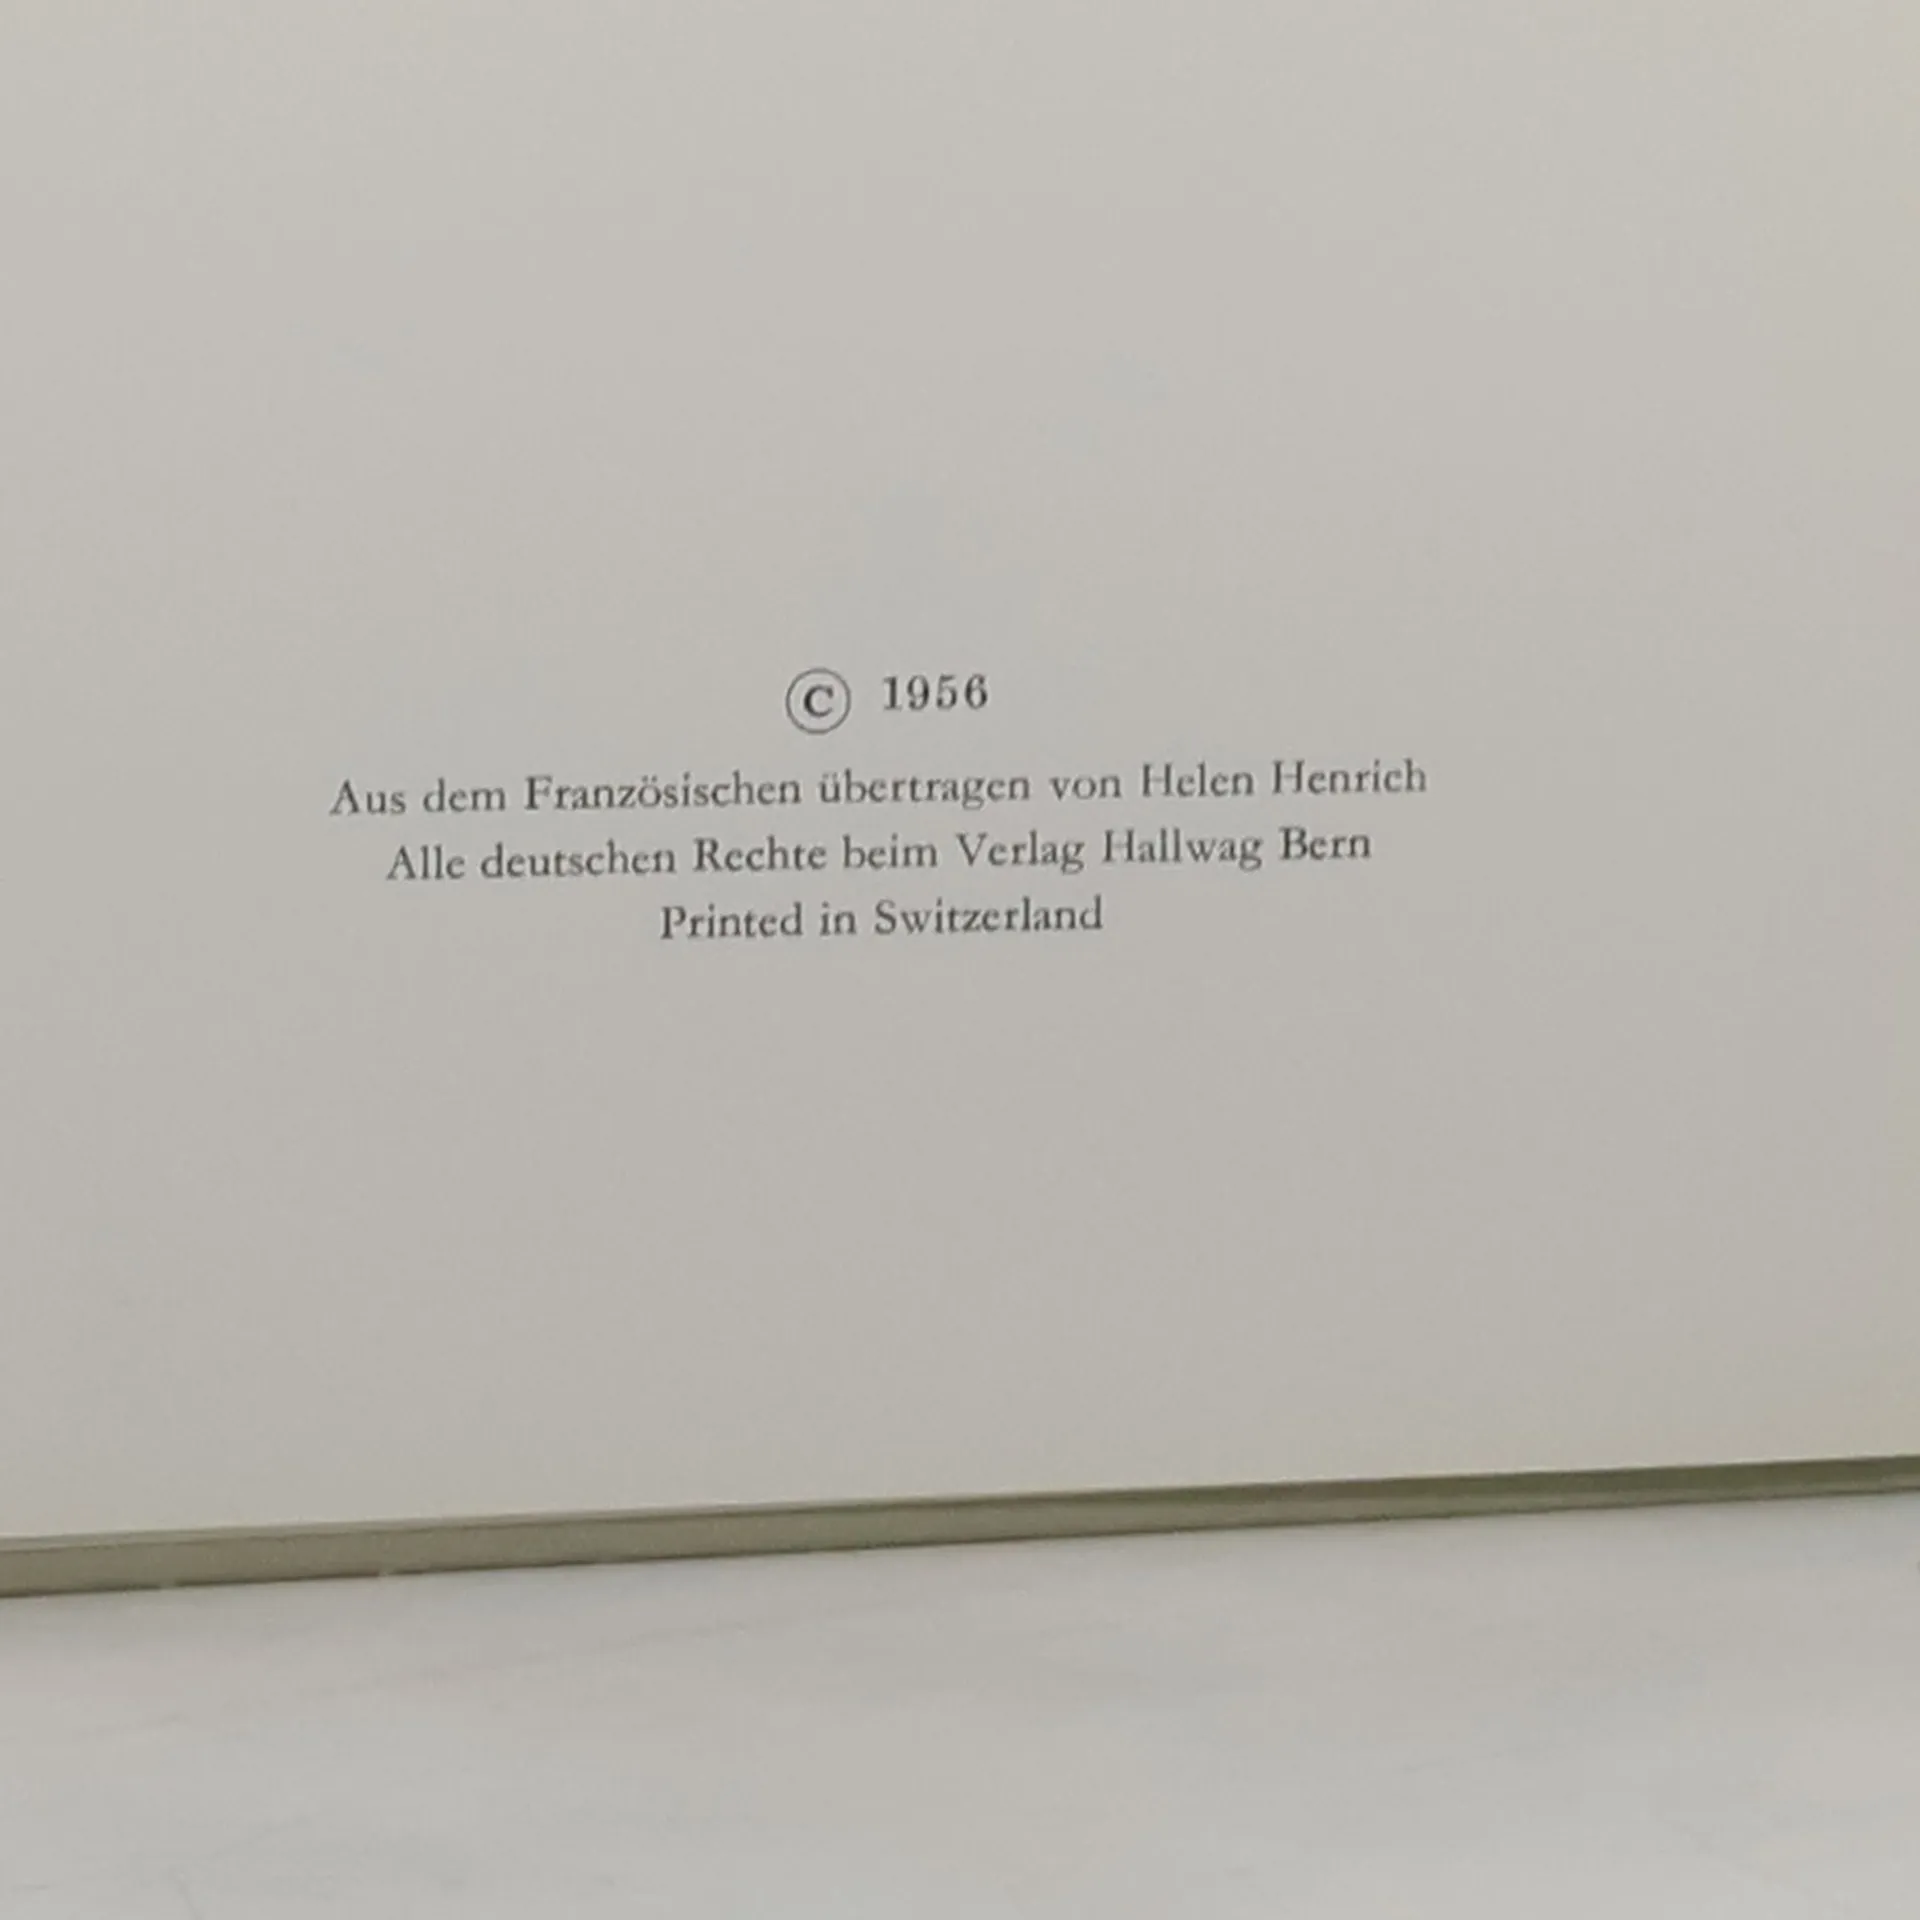 © 1956
Aus dem Französischen übertragen von Helen Henrich
Alle deutschen Rechte beim Verlag Hallwag Bern
Printed in Switzerland